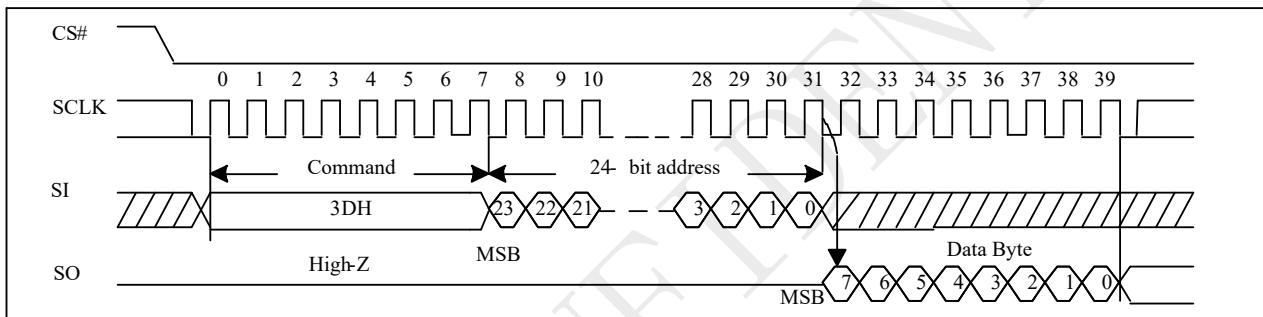 CS#
0 1 2 3 4 5 6 7 8 9 10 28 29 30 31 32 33 34 35 36 37 38 39
SCLK
Command 24- bit address
SI
3DH 23 22 21 3 2 1 0
MSB Data Byte
High-Z
SO
MSB 7 6 5 4 3 2 1 0